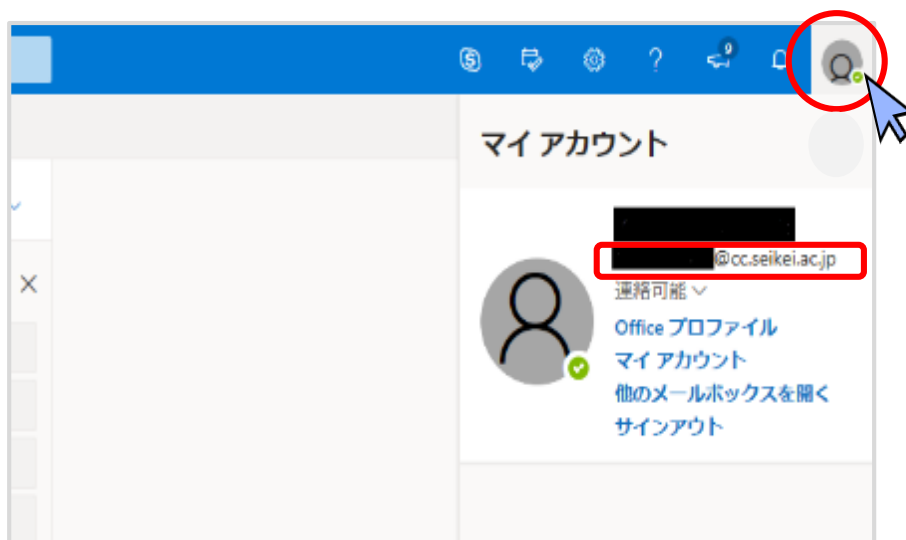 ?
9
マイ アカウント
@cc.seikei.ac.jp
連絡可能
Office プロファイル
マイ アカウント
他のメールボックスを開く
サインアウト